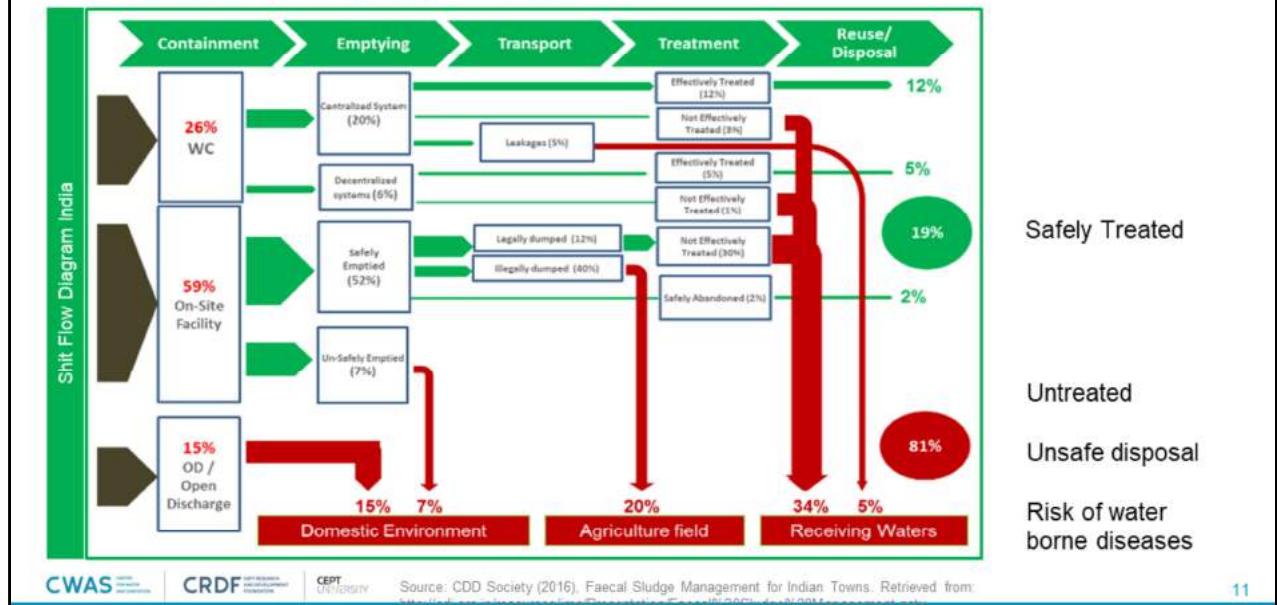 Shit Flow Diagram India
Containment
Emptying
Transport
Treatment
Reuse/
Disposal
26%
WC
Centralized System
(20%)
Effectively Treated
(12%)
12%
Not Effectively
Treated (3%)
Leakages (5%)
Decentralized
systems (6%)
Effectively Treated
(5%)
5%
Not Effectively
Treated (1%)
59%
On-Site
Facility
Safely
Emptied
(52%)
Legally dumped (12%)
Illegally dumped (40%)
Not Effectively
Treated (30%)
19%
Safely Treated
Safely Abandoned (2%)
2%
Un-Safely Emptied
(7%)
15%
OD /
Open
Discharge
81%
Untreated
Unsafe disposal
Risk of water
borne diseases
15% 7% 20% 34% 5%
Domestic Environment
Agriculture field
Receiving Waters
CWAS
CRDF
CEPT
UNIVERSITY
Source: CDD Society (2016), Faecal Sludge Management for Indian Towns. Retrieved from:
11